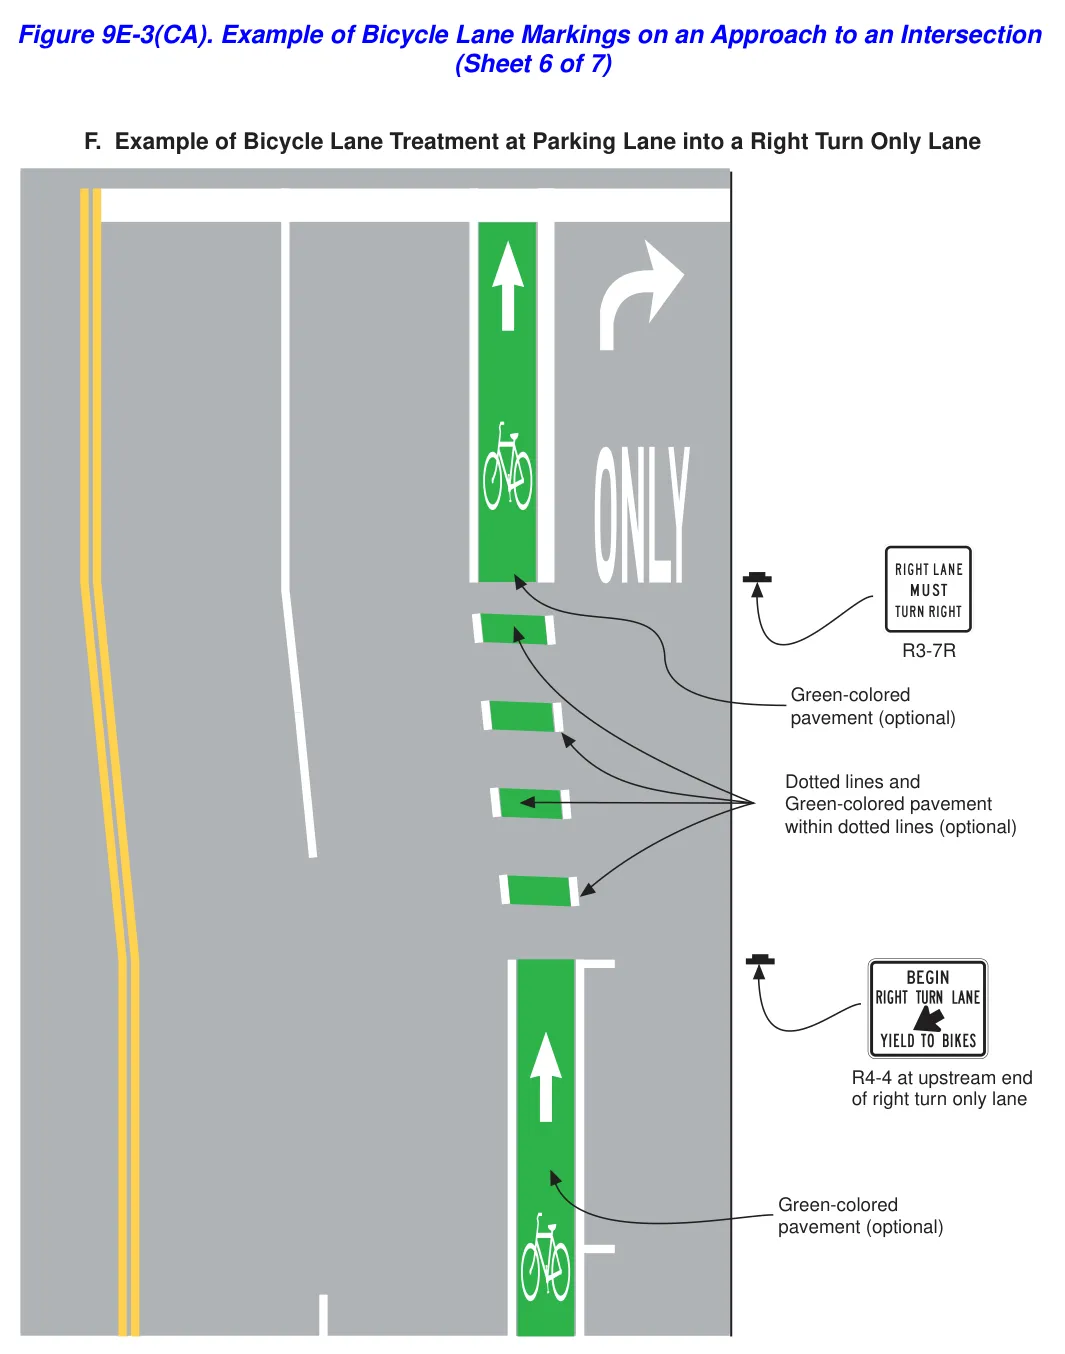 Figure 9E-3(CA). Example of Bicycle Lane Markings on an Approach to an Intersection
(Sheet 6 of 7)
F.  Example of Bicycle Lane Treatment at Parking Lane into a Right Turn Only Lane
ONLY
RIGHT LANE
MUST
TURN RIGHT
R3-7R
Green-colored
pavement (optional)
Dotted lines and
Green-colored pavement
within dotted lines (optional)
BEGIN
RIGHT TURN LANE
YIELD TO BIKES
R4-4 at upstream end
of right turn only lane
Green-colored
pavement (optional)